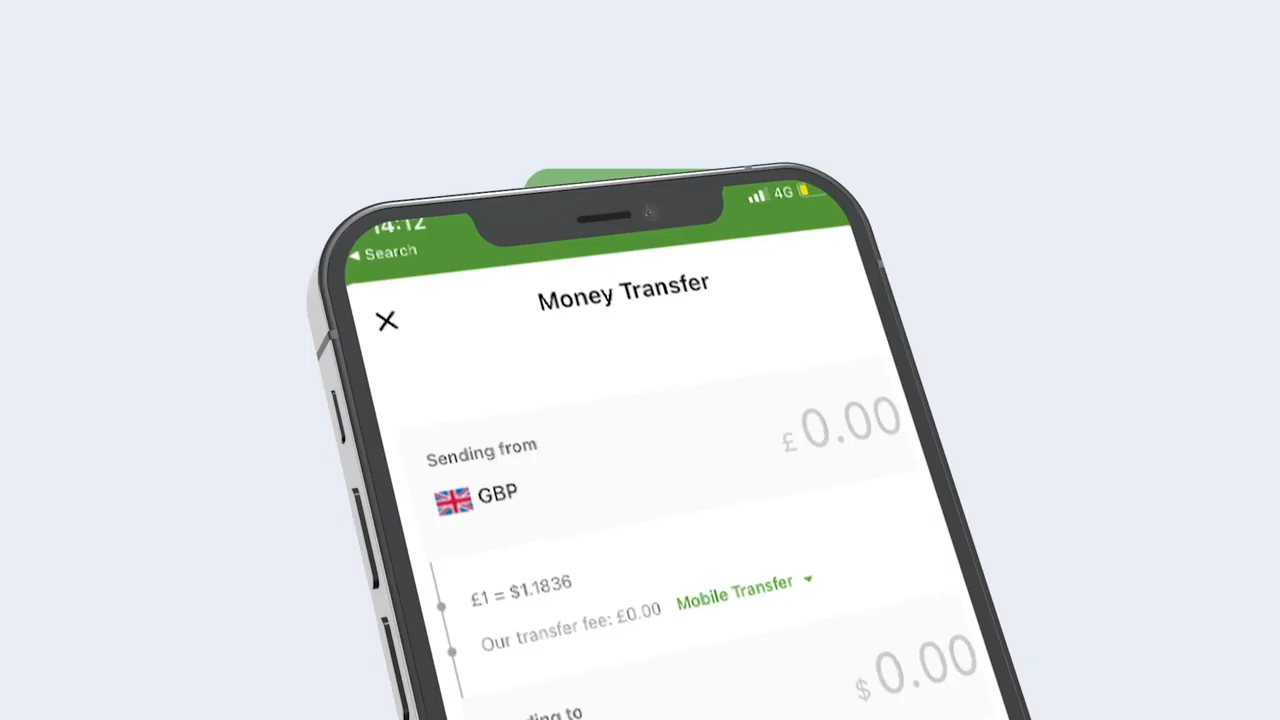 14:12
4G
Search
Money Transfer
Sending from
£ 0.00
GBP
£1 = $1.1836
Our transfer fee: £0.00 Mobile Transfer
$ 0.00